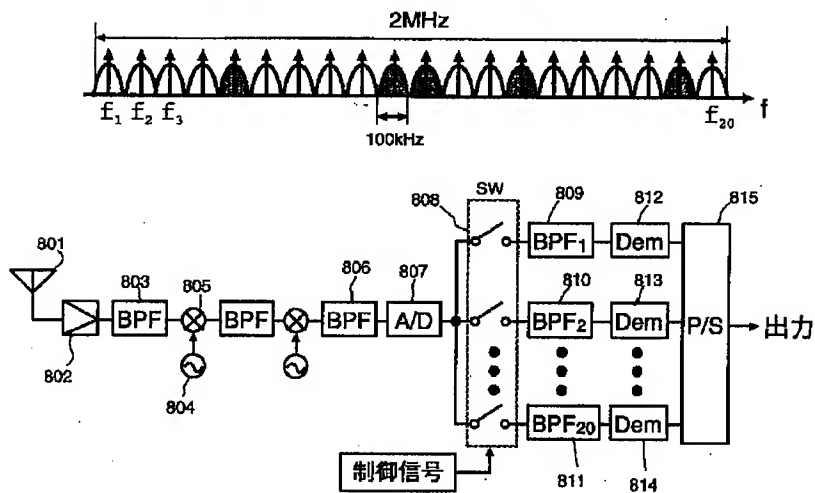 2MHz
f1 f2 f3 f20 f
100kHz
SW
808 809 812 815
801
803 805 806 807
BPF1 Dem
810 813
BPF BPF BPF A/D BPF2 Dem P/S 出力
802
804
BPF20 Dem
制御信号 811 814